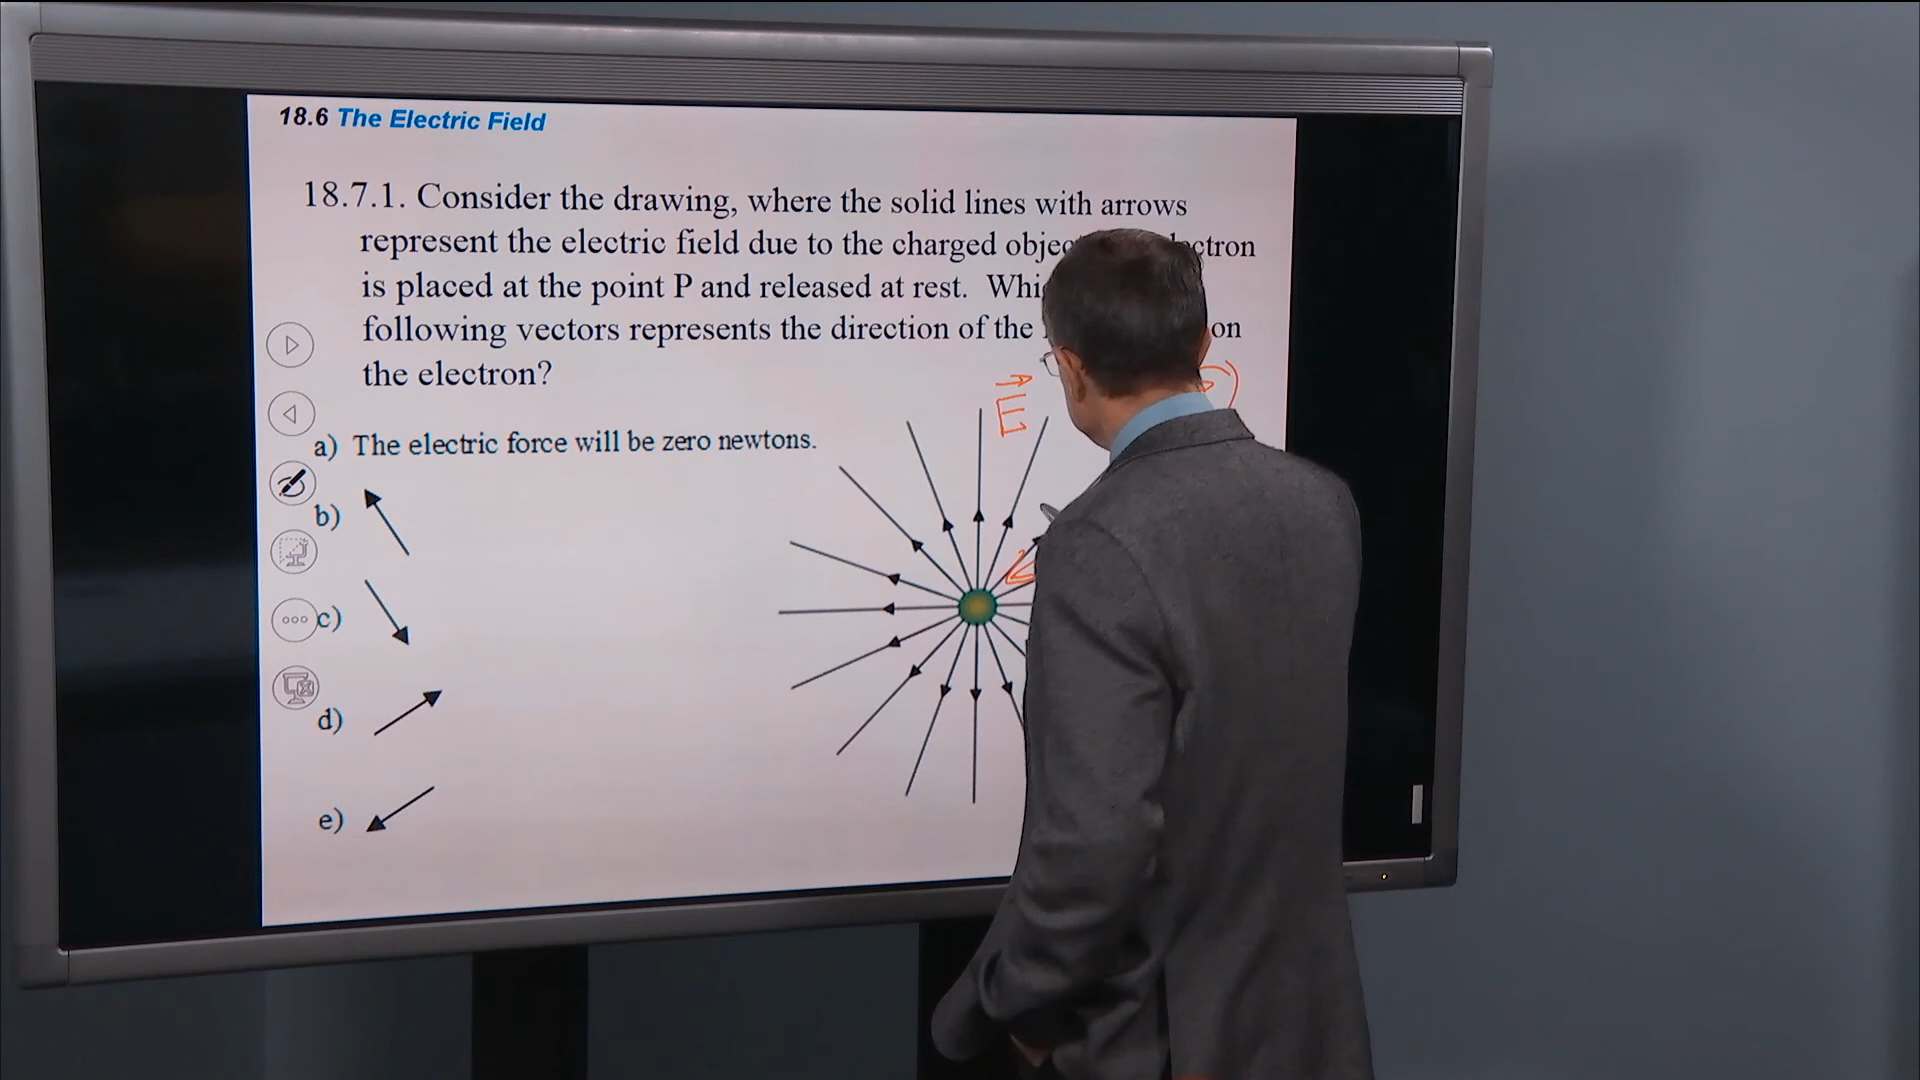 18.6 The Electric Field
18.7.1. Consider the drawing, where the solid lines with arrows
represent the electric field due to the charged
is placed at the point P and released at rest.
following vectors represents the direction of the on
the electron?
E
a) The electric force will be zero newtons.
b)
c)
d)
e)